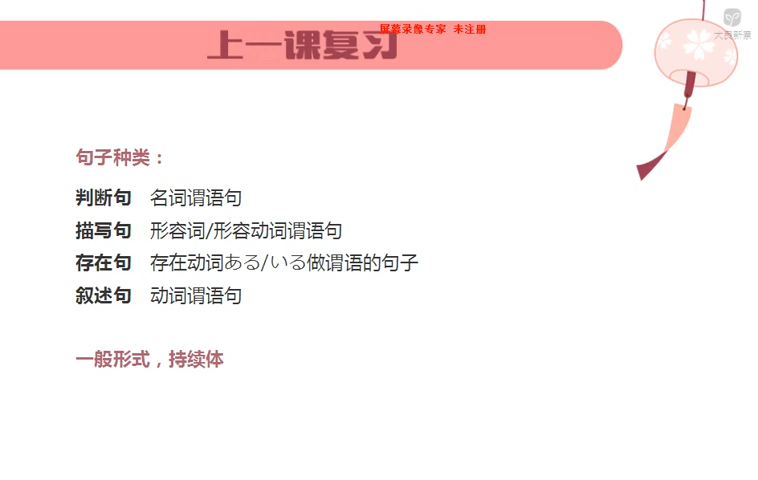 上一课复习
屏幕录像专家 未注册
大良新蕙
句子种类：
判断句 名词谓语句
描写句 形容词/形容动词谓语句
存在句 存在动词ある/いる做谓语的句子
叙述句 动词谓语句
一般形式，持续体